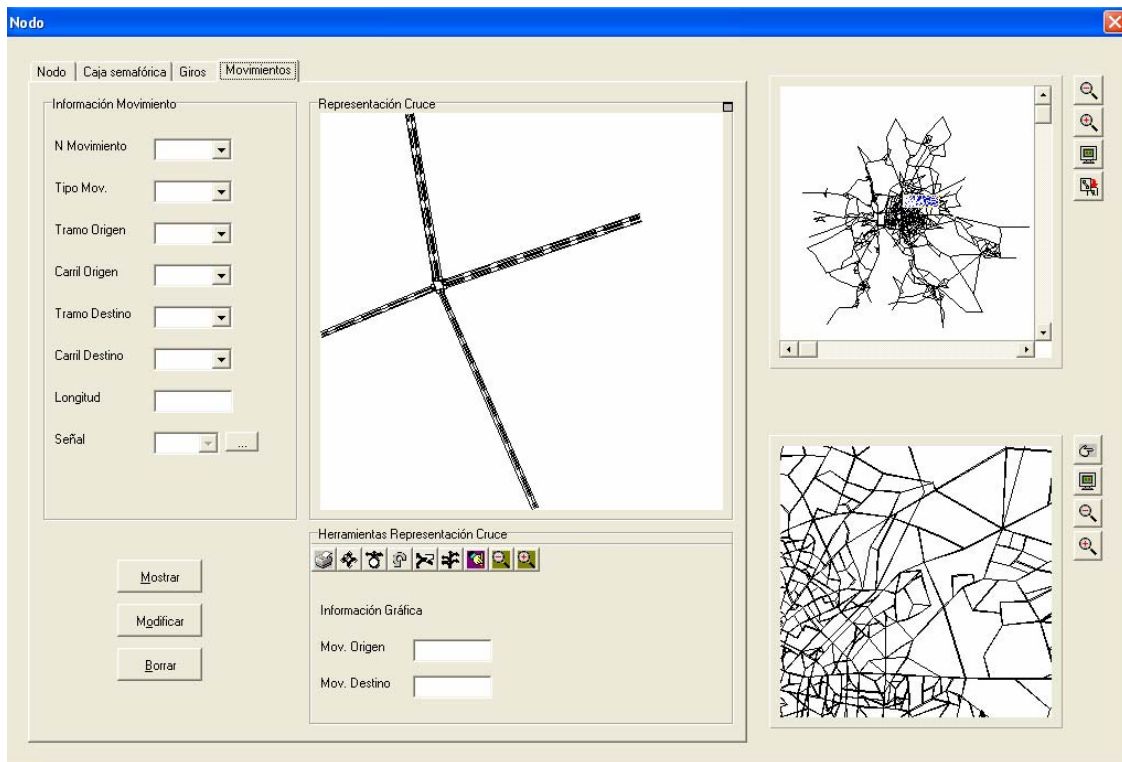 Nodo
Nodo Caja semafórica Giros Movimientos
Información Movimiento
N Movimiento
Tipo Mov.
Tramo Origen
Carril Origen
Tramo Destino
Carril Destino
Longitud
Señal ...
Mostrar
Modificar
Borrar
Representación Cruce
Herramientas Representación Cruce
Información Gráfica
Mov. Origen
Mov. Destino